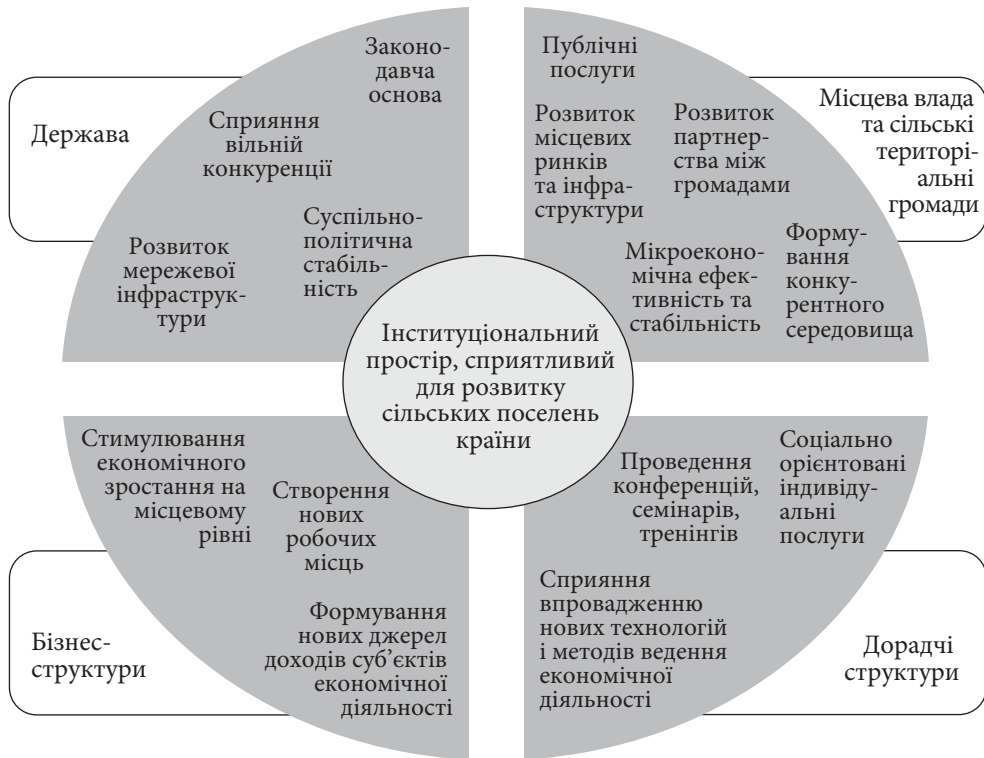 Держава
Законо-
давча
основа
Сприяння
вільній
конкуренції
Суспільно-
політична
стабіль-
ність
Розвиток
мережевої
інфраструк-
тури
Публічні
послуги
Розвиток
місцевих
ринків
та інфра-
структури
Розвиток
партнер-
ства між
громадами
Мікроеконо-
мічна ефек-
тивність та
стабільність
Форму-
вання
конку-
рентного
середовища
Місцева влада
та сільські
територі-
альні
громади
Інституціональний
простір, сприятливий
для розвитку
сільських поселень
країни
Стимулювання
економічного
зростання на
місцевому
рівні
Створення
нових
робочих
місць
Формування
нових джерел
доходів суб’єктів
економічної
діяльності
Бізнес-
структури
Проведення
конференцій,
семінарів,
тренінгів
Соціально
орієнтовані
індивіду-
альні
послуги
Сприяння
впровадженню
нових технологій
і методів ведення
економічної
діяльності
Дорадчі
структури